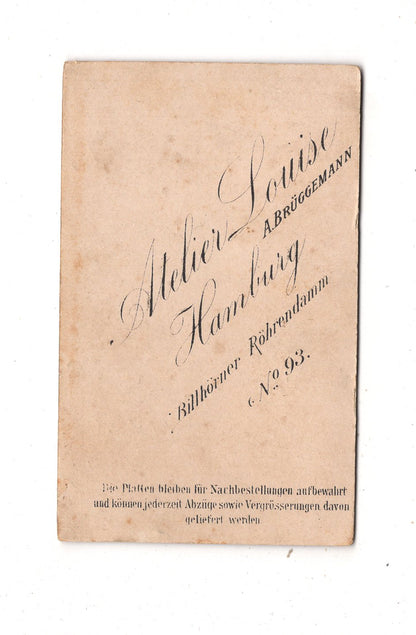 Atelier Louise
A. BRÜGGEMANN
Hamburg
Billhörner Röhrendamm
No 93.
Die Platten bleiben für Nachbestellungen aufbewahrt
und können jederzeit Abzüge sowie Vergrösserungen davon
geliefert werden